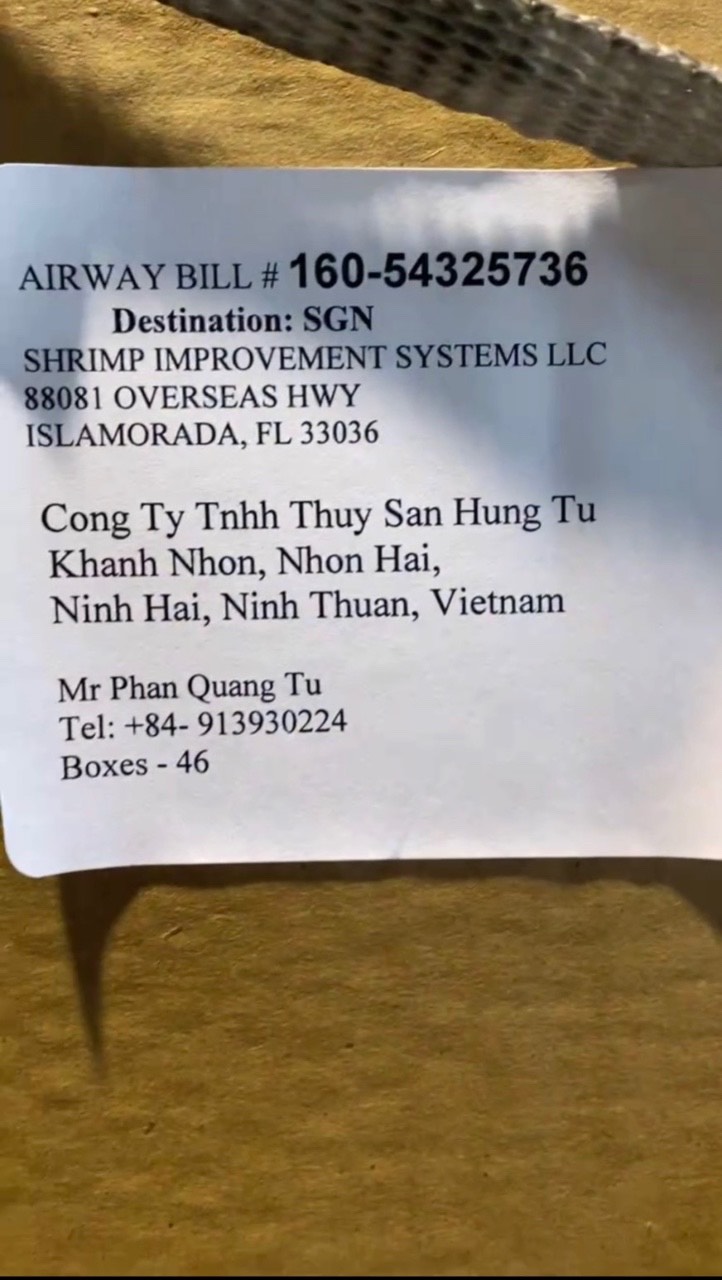 AIRWAY BILL # 160-54325736
Destination: SGN
SHRIMP IMPROVEMENT SYSTEMS LLC
88081 OVERSEAS HWY
ISLAMORADA, FL 33036
Cong Ty Tnhh Thuy San Hung Tu
Khanh Nhon, Nhon Hai,
Ninh Hai, Ninh Thuan, Vietnam
Mr Phan Quang Tu
Tel: +84- 913930224
Boxes - 46